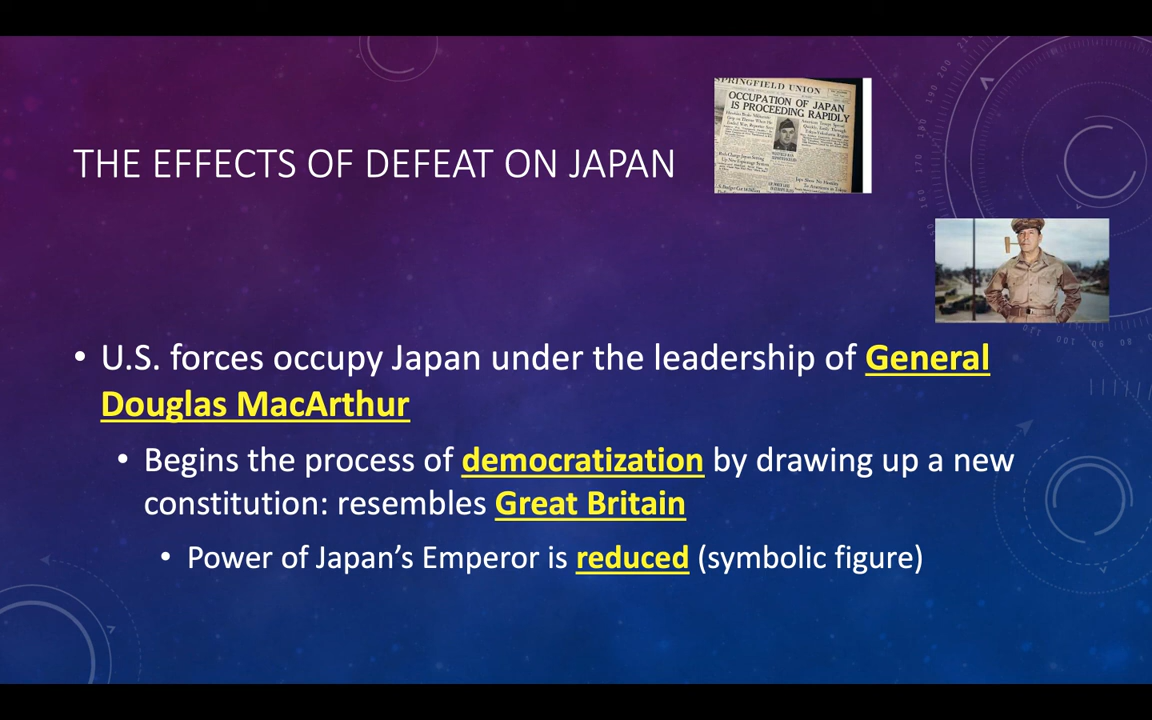 SPRINGFIELD UNION
OCCUPATION OF JAPAN
IS PROCEEDING RAPIDLY
THE EFFECTS OF DEFEAT ON JAPAN
• U.S. forces occupy Japan under the leadership of General
Douglas MacArthur
• Begins the process of democratization by drawing up a new
constitution: resembles Great Britain
• Power of Japan’s Emperor is reduced (symbolic figure)